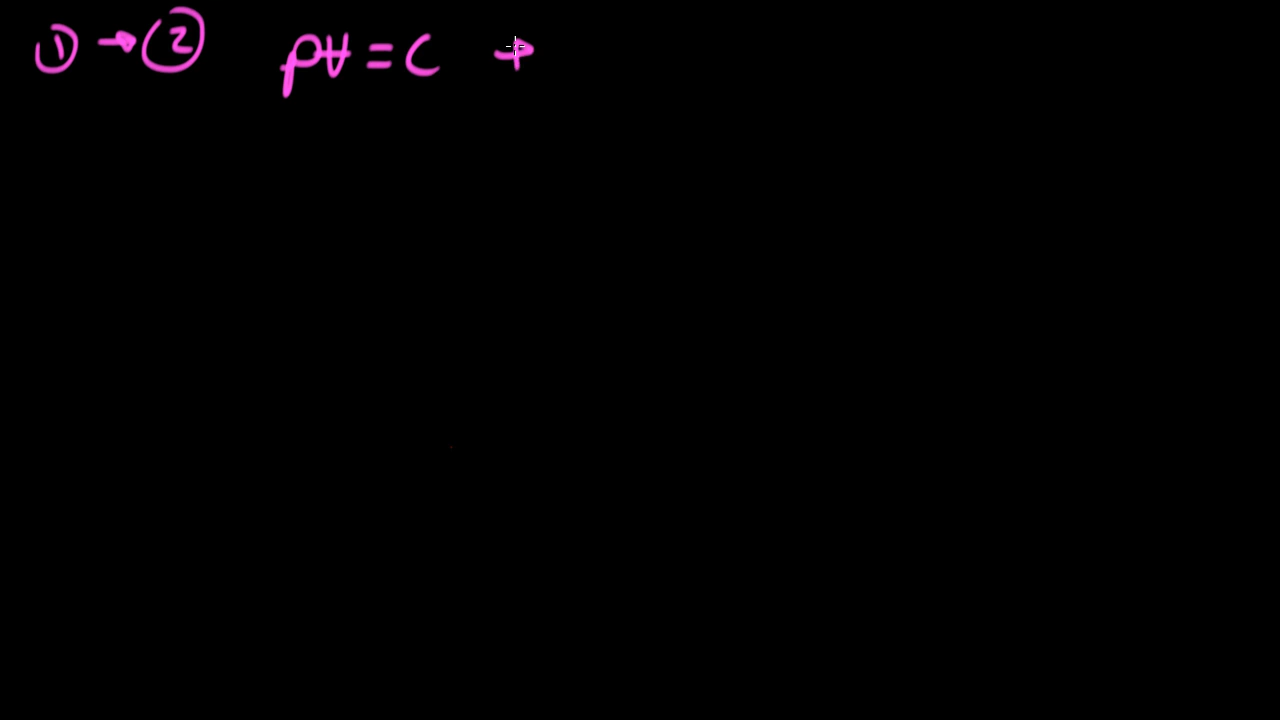 ① → ② pV = C →